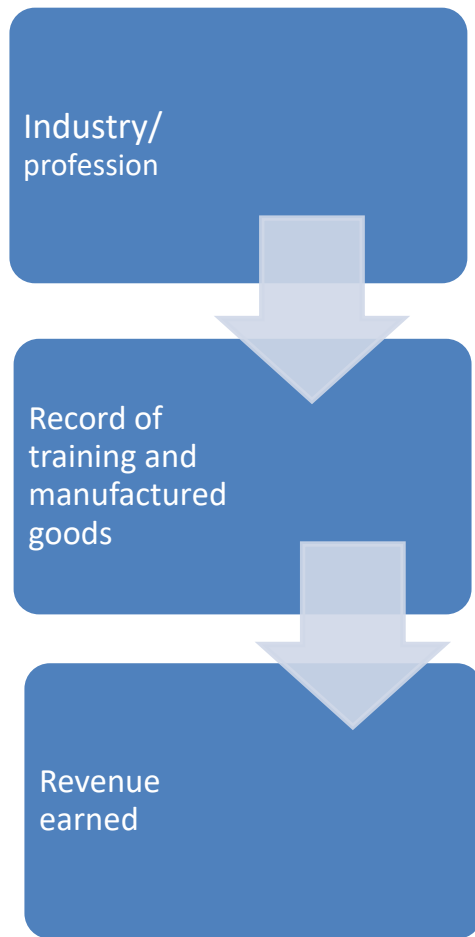 Industry/
profession
Record of
training and
manufactured
goods
Revenue
earned